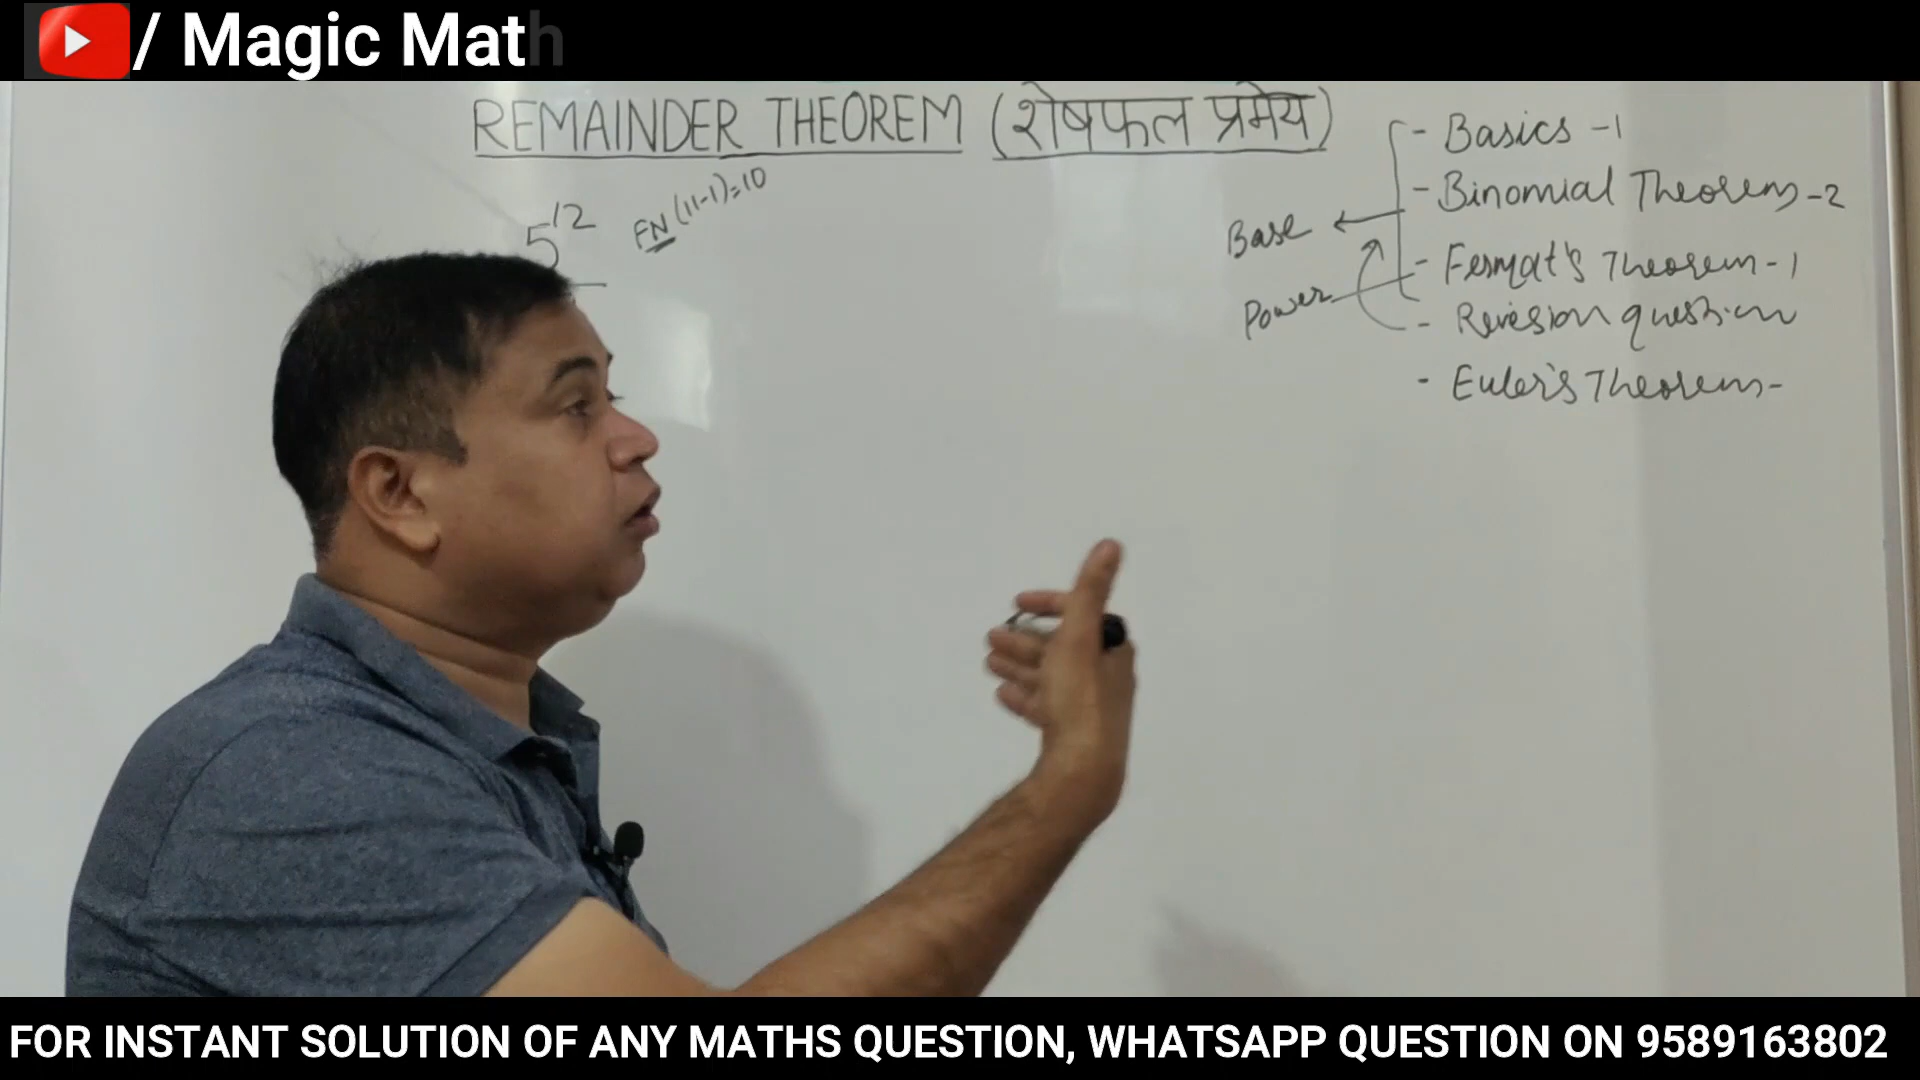 / Magic Math
REMAINDER THEOREM (शेषफल प्रमेय)
5^12
FN (11-1)=10
Base
Power
- Basics -1
- Binomial Theorem -2
- Fermat's Theorem -1
- Revision question
- Euler's Theorem -
FOR INSTANT SOLUTION OF ANY MATHS QUESTION, WHATSAPP QUESTION ON 9589163802